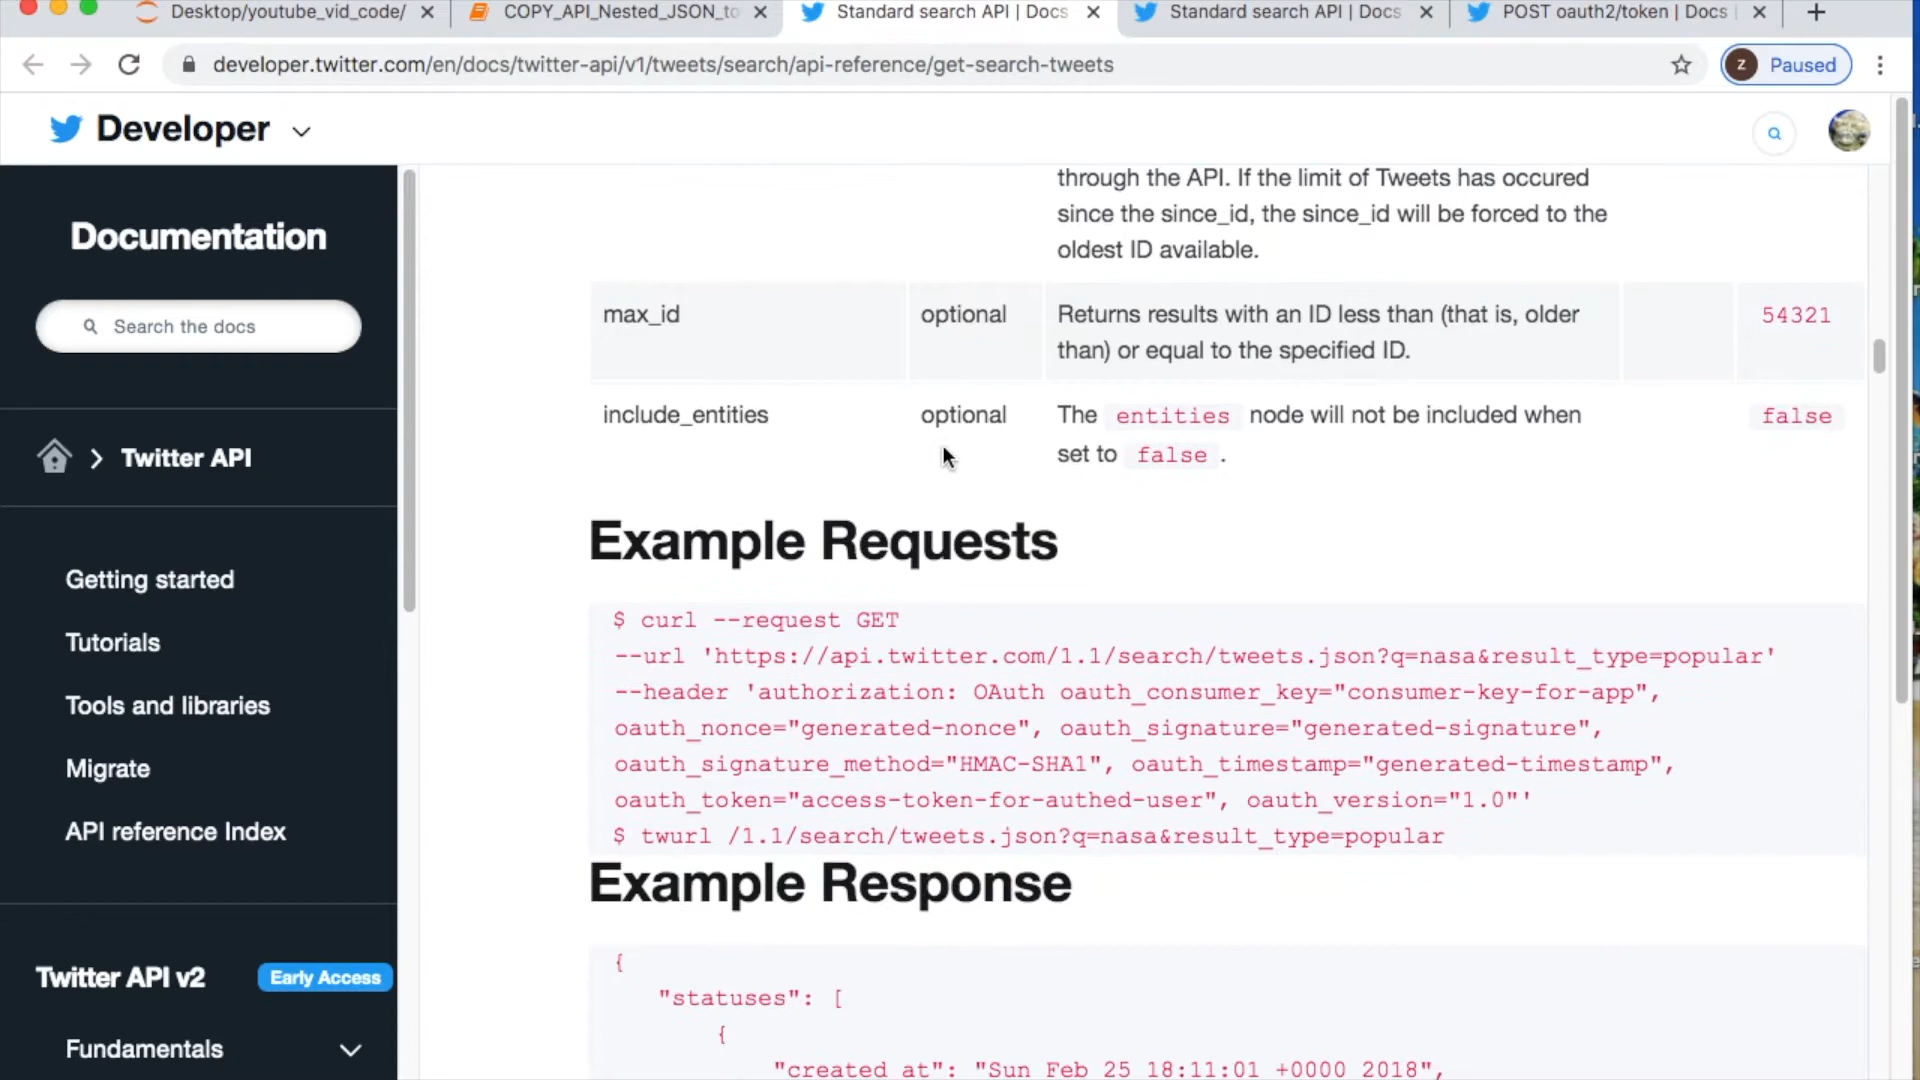 Desktop/youtube_vid_code/
COPY_API_Nested_JSON_to
Standard search API | Docs
Standard search API | Docs
POST oauth2/token | Docs
developer.twitter.com/en/docs/twitter-api/v1/tweets/search/api-reference/get-search-tweets
z Paused
Developer
Documentation
Search the docs
Twitter API
Getting started
Tutorials
Tools and libraries
Migrate
API reference Index
Twitter API v2 Early Access
Fundamentals
through the API. If the limit of Tweets has occured
since the since_id, the since_id will be forced to the
oldest ID available.
max_id optional Returns results with an ID less than (that is, older 54321
than) or equal to the specified ID.
include_entities optional The entities node will not be included when false
set to false .
Example Requests
$ curl --request GET
--url 'https://api.twitter.com/1.1/search/tweets.json?q=nasa&result_type=popular'
--header 'authorization: OAuth oauth_consumer_key="consumer-key-for-app",
oauth_nonce="generated-nonce", oauth_signature="generated-signature",
oauth_signature_method="HMAC-SHA1", oauth_timestamp="generated-timestamp",
oauth_token="access-token-for-authed-user", oauth_version="1.0"'
$ twurl /1.1/search/tweets.json?q=nasa&result_type=popular
Example Response
{
"statuses": [
{
"created_at": "Sun Feb 25 18:11:01 +0000 2018",